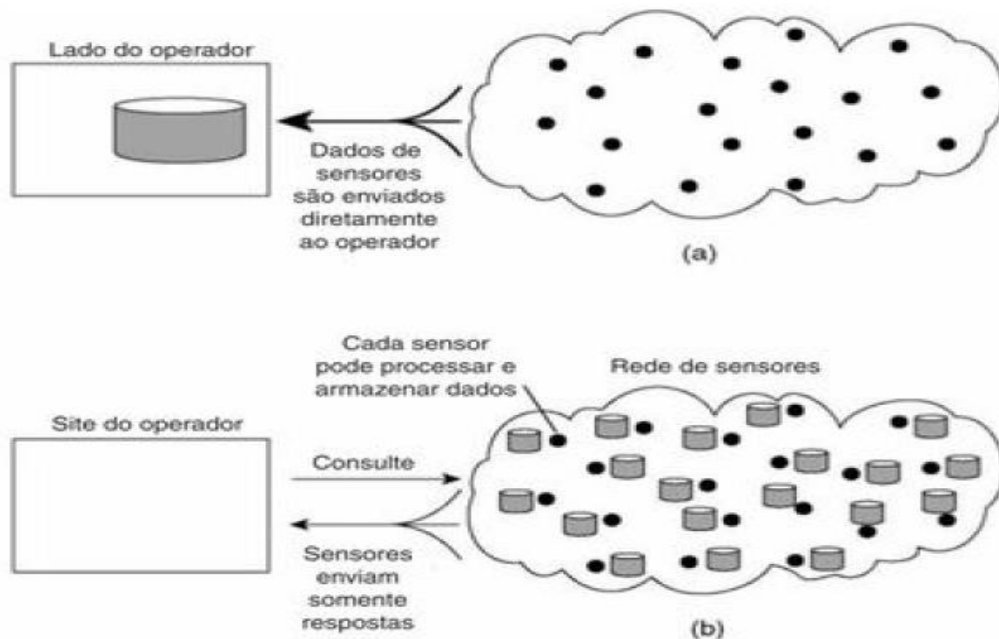 Lado do operador
Dados de
sensores
são enviados
diretamente
ao operador
(a)
Cada sensor
pode processar e
armazenar dados
Rede de sensores
Site do operador
Consulte
Sensores
enviam
somente
respostas
(b)